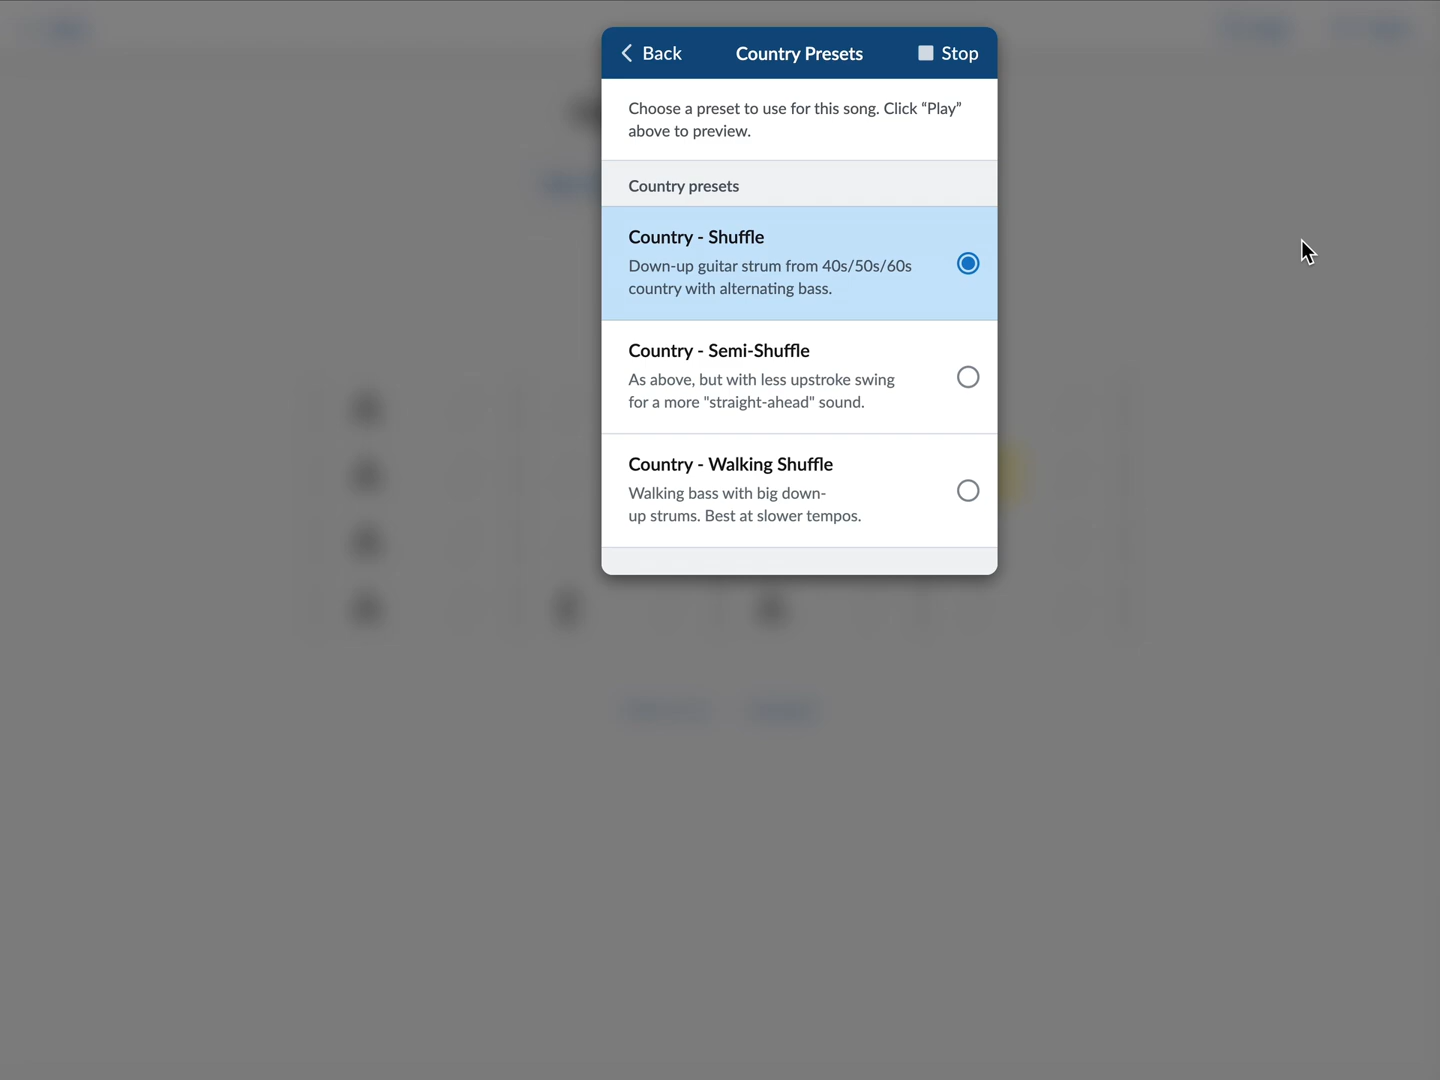 Back
Country Presets
Stop
Choose a preset to use for this song. Click “Play”
above to preview.
Country presets
Country - Shuffle
Down-up guitar strum from 40s/50s/60s
country with alternating bass.
Country - Semi-Shuffle
As above, but with less upstroke swing
for a more "straight-ahead" sound.
Country - Walking Shuffle
Walking bass with big down-
up strums. Best at slower tempos.